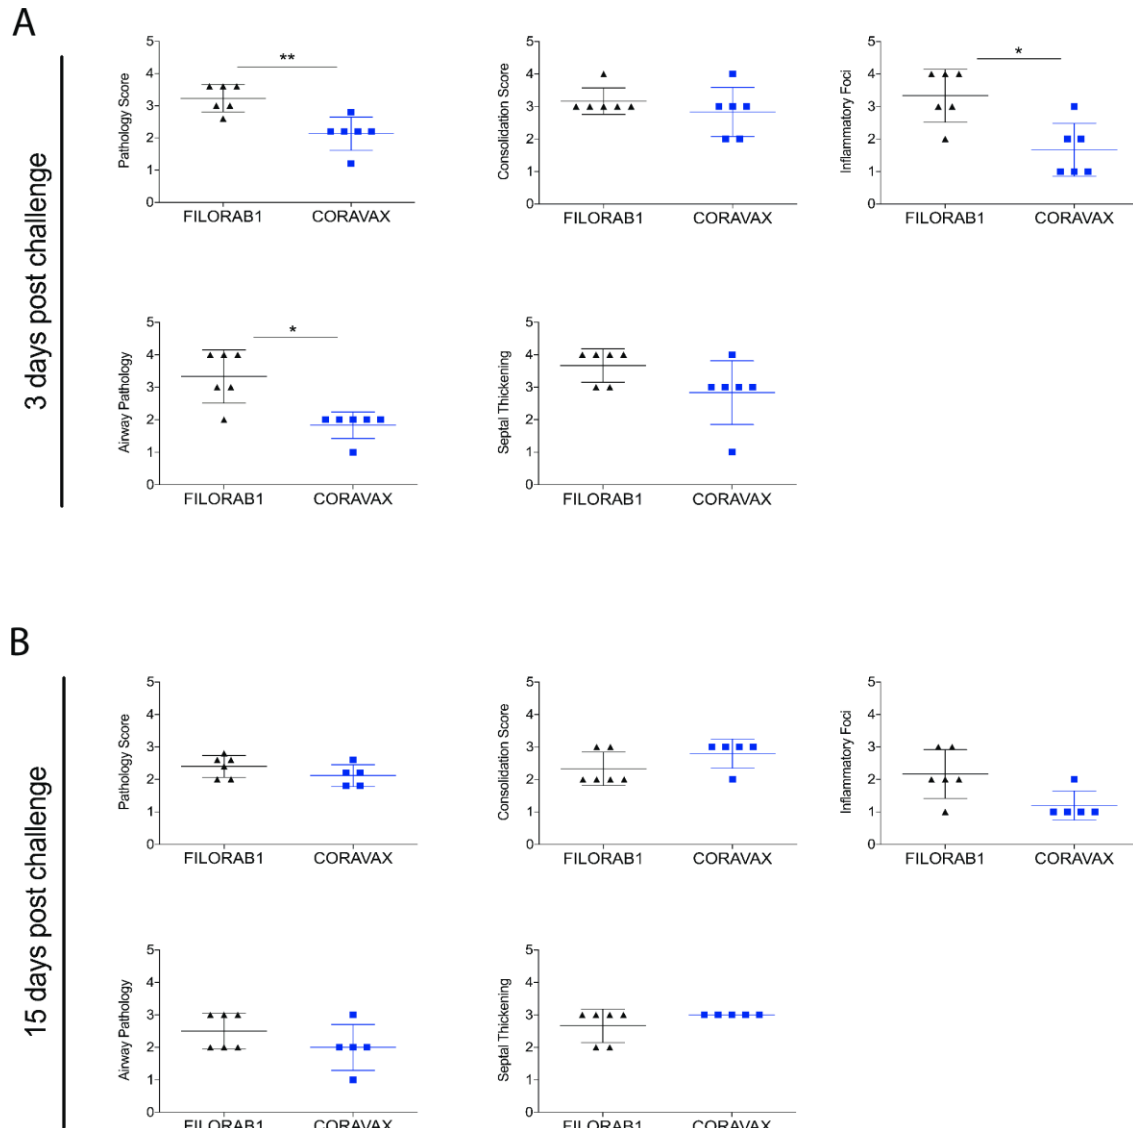 A
3 days post challenge
Pathology Score
5
4
3
2
1
0
**
FILORAB1 CORAVAX
Consolidation Score
5
4
3
2
1
0
FILORAB1 CORAVAX
Inflammatory Foci
5
4
3
2
1
0
*
FILORAB1 CORAVAX
Airway Pathology
5
4
3
2
1
0
*
FILORAB1 CORAVAX
Septal Thickening
5
4
3
2
1
0
FILORAB1 CORAVAX
B
15 days post challenge
Pathology Score
5
4
3
2
1
0
FILORAB1 CORAVAX
Consolidation Score
5
4
3
2
1
0
FILORAB1 CORAVAX
Inflammatory Foci
5
4
3
2
1
0
FILORAB1 CORAVAX
Airway Pathology
5
4
3
2
1
0
FILORAB1 CORAVAX
Septal Thickening
5
4
3
2
1
0
FILORAB1 CORAVAX